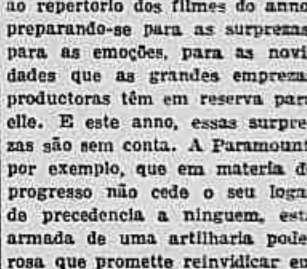 ao repertorio dos filmes do anno
preparando-se para as surprezas
para as emoções, para as novi-
dades que as grandes emprezas
productoras têm em reserva para
elle. E este anno, essas surpre-
zas são sem conta. A Paramount
por exemplo, que em materia de
progresso não cede o seu logar
de precedencia a ninguem, está
armada de uma artilharia pode-
rosa que promette reinvidicar em